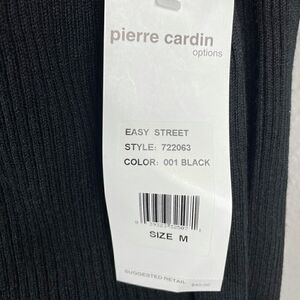 pierre cardin
options
EASY STREET
STYLE: 722063
COLOR: 001 BLACK
SIZE M
SUGGESTED RETAIL